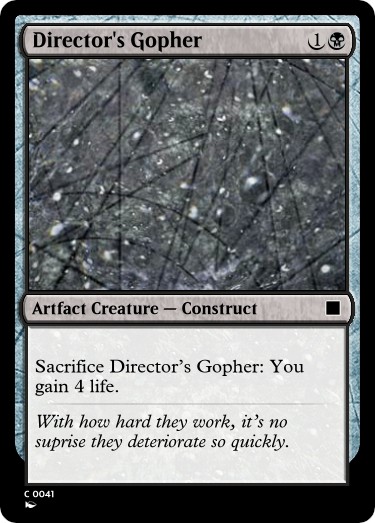 Director's Gopher 1
Artfact Creature — Construct
Sacrifice Director's Gopher: You
gain 4 life.
With how hard they work, it's no
suprise they deteriorate so quickly.
C 0041